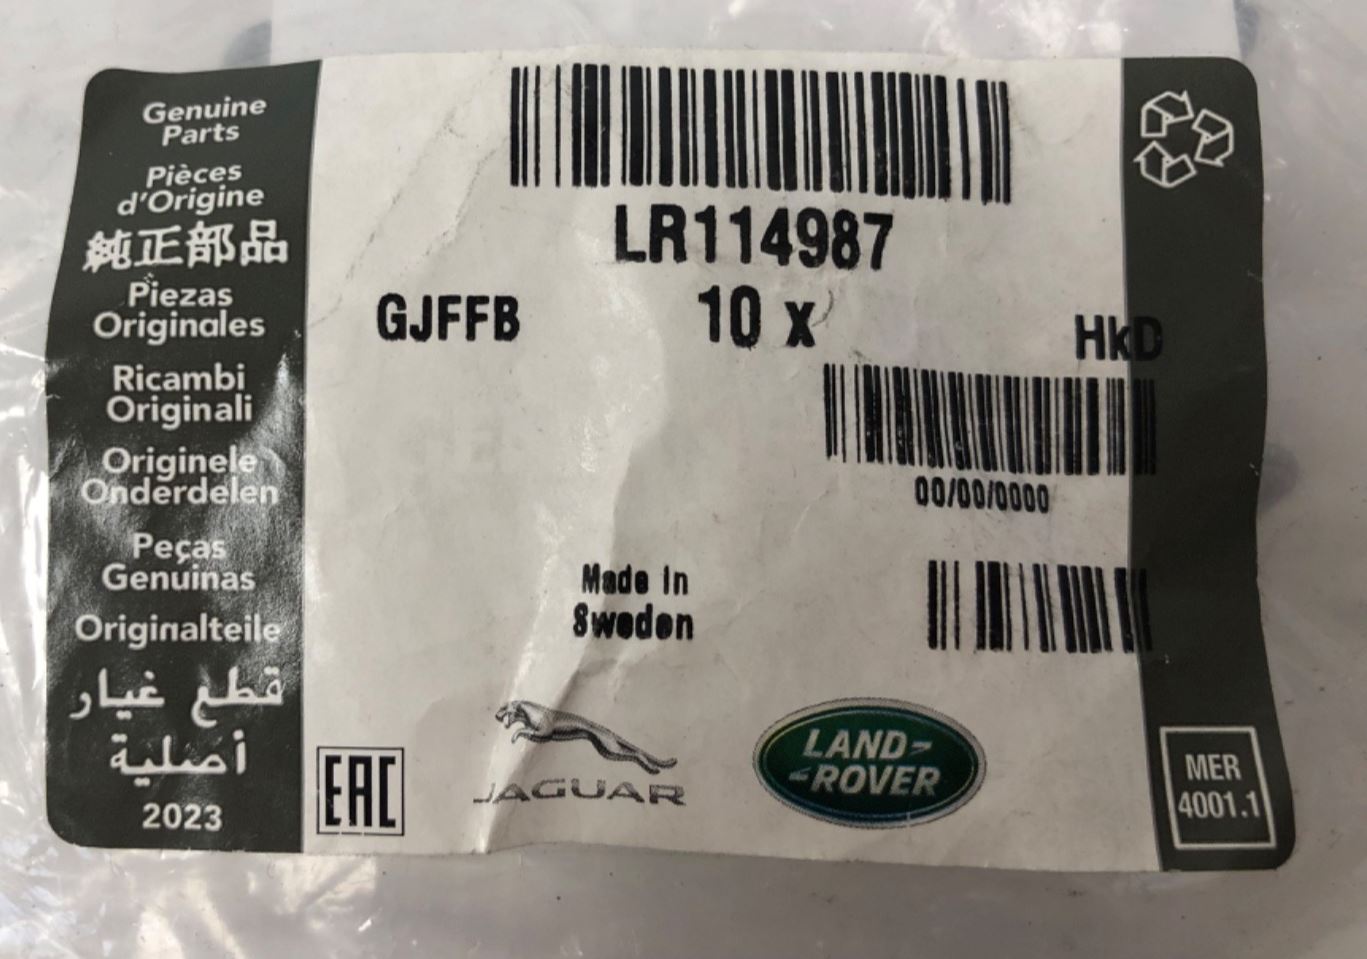 Genuine
Parts
Pièces
d'Origine
純正部品
Piezas
Originales
Ricambi
Originali
Originele
Onderdelen
Peças
Genuinas
Originalteile
قطع غيار
أصلية
2023
LR114987
GJFFB 10 x HkD
00/00/0000
Made in
Sweden
EAC
JAGUAR
LAND-
-ROVER
MER
4001.1